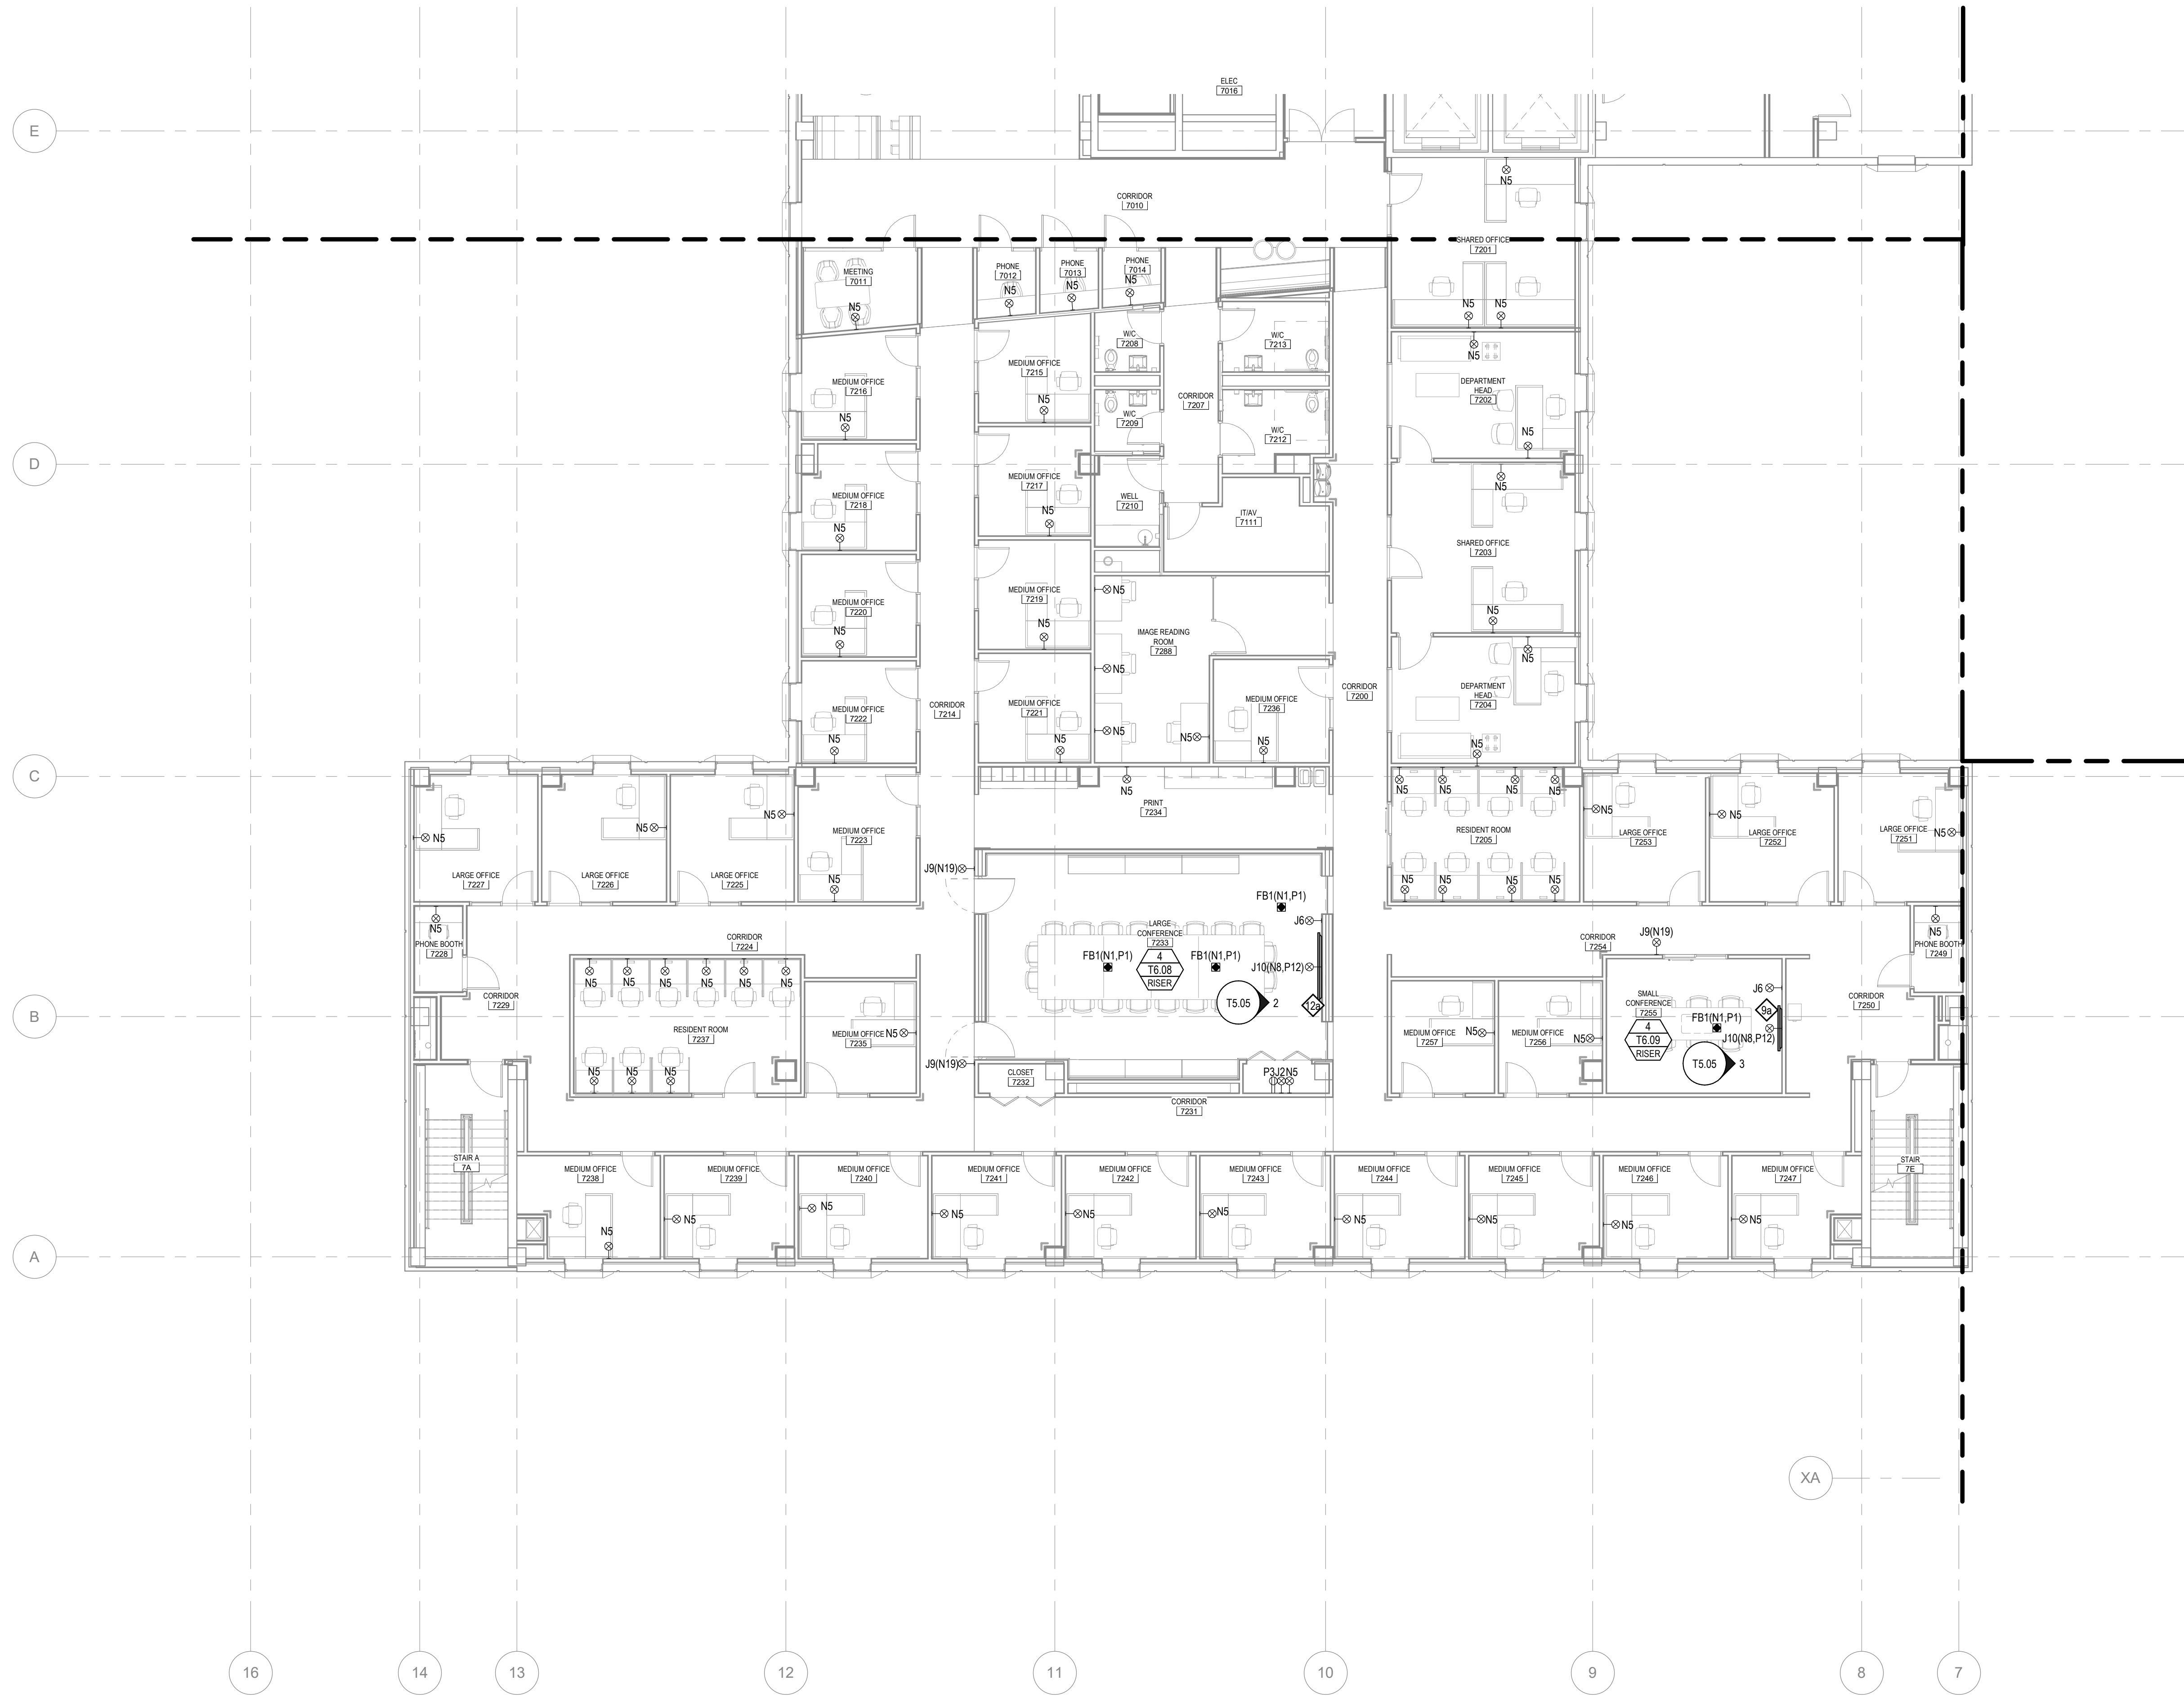 ELEC
7016
E
CORRIDOR
7010
N5
SHARED OFFICE
7201
N5
N5
MEETING
7011
N5
PHONE
7012
N5
PHONE
7013
N5
PHONE
7014
N5
W/C
7208
W/C
7213
N5
MEDIUM OFFICE
7215
N5
MEDIUM OFFICE
7216
N5
DEPARTMENT
HEAD
7202
N5
CORRIDOR
7207
W/C
7209
W/C
7212
D
MEDIUM OFFICE
7217
N5
MEDIUM OFFICE
7218
N5
WELL
7210
IT/AV
7111
N5
SHARED OFFICE
7203
N5
MEDIUM OFFICE
7219
N5
MEDIUM OFFICE
7220
N5
N5
IMAGE READING
ROOM
7288
N5
N5
N5
N5
DEPARTMENT
HEAD
7204
N5
CORRIDOR
7200
MEDIUM OFFICE
7236
N5
CORRIDOR
7214
MEDIUM OFFICE
7221
N5
MEDIUM OFFICE
7222
N5
C
N5
PRINT
7234
N5
N5
N5
N5
RESIDENT ROOM
7205
N5
N5
N5
N5
N5
LARGE OFFICE
7253
N5
LARGE OFFICE
7252
LARGE OFFICE
7251
N5
N5
LARGE OFFICE
7227
N5
LARGE OFFICE
7226
N5
LARGE OFFICE
7225
MEDIUM OFFICE
7223
N5
J9(N19)
FB1(N1,P1)
J6
LARGE
CONFERENCE
7233
FB1(N1,P1)
FB1(N1,P1)
4
T6.08
RISER
J10(N8,P12)
T5.05
2
12a
J9(N19)
N5
PHONE BOOTH
7228
CORRIDOR
7224
CORRIDOR
7229
N5
N5
N5
N5
N5
N5
RESIDENT ROOM
7237
N5
N5
N5
MEDIUM OFFICE
7235
N5
B
J9(N19)
CORRIDOR
7254
N5
PHONE BOOTH
7249
CORRIDOR
7250
SMALL
CONFERENCE
7255
J6
9a
FB1(N1,P1)
4
T6.09
RISER
J10(N8,P12)
T5.05
3
MEDIUM OFFICE
7257
N5
MEDIUM OFFICE
7256
N5
CLOSET
7232
P3
J2
N5
CORRIDOR
7231
STAIR A
7A
STAIR
7E
MEDIUM OFFICE
7238
N5
MEDIUM OFFICE
7239
N5
MEDIUM OFFICE
7240
N5
MEDIUM OFFICE
7241
N5
MEDIUM OFFICE
7242
N5
MEDIUM OFFICE
7243
N5
MEDIUM OFFICE
7244
N5
MEDIUM OFFICE
7245
N5
MEDIUM OFFICE
7246
N5
MEDIUM OFFICE
7247
N5
A
XA
16
14
13
12
11
10
9
8
7